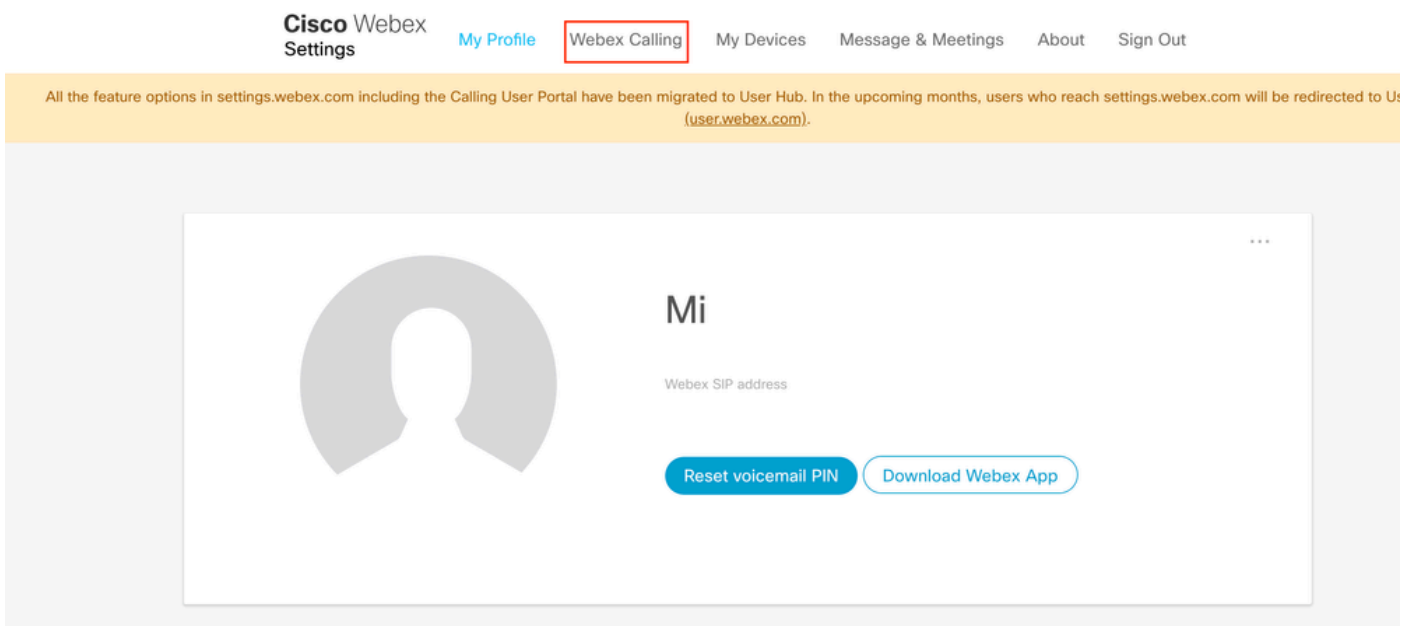 Cisco Webex
Settings
My Profile
Webex Calling
My Devices
Message & Meetings
About
Sign Out
All the feature options in settings.webex.com including the Calling User Portal have been migrated to User Hub. In the upcoming months, users who reach settings.webex.com will be redirected to
(user.webex.com).
Mi
Webex SIP address
Reset voicemail PIN
Download Webex App